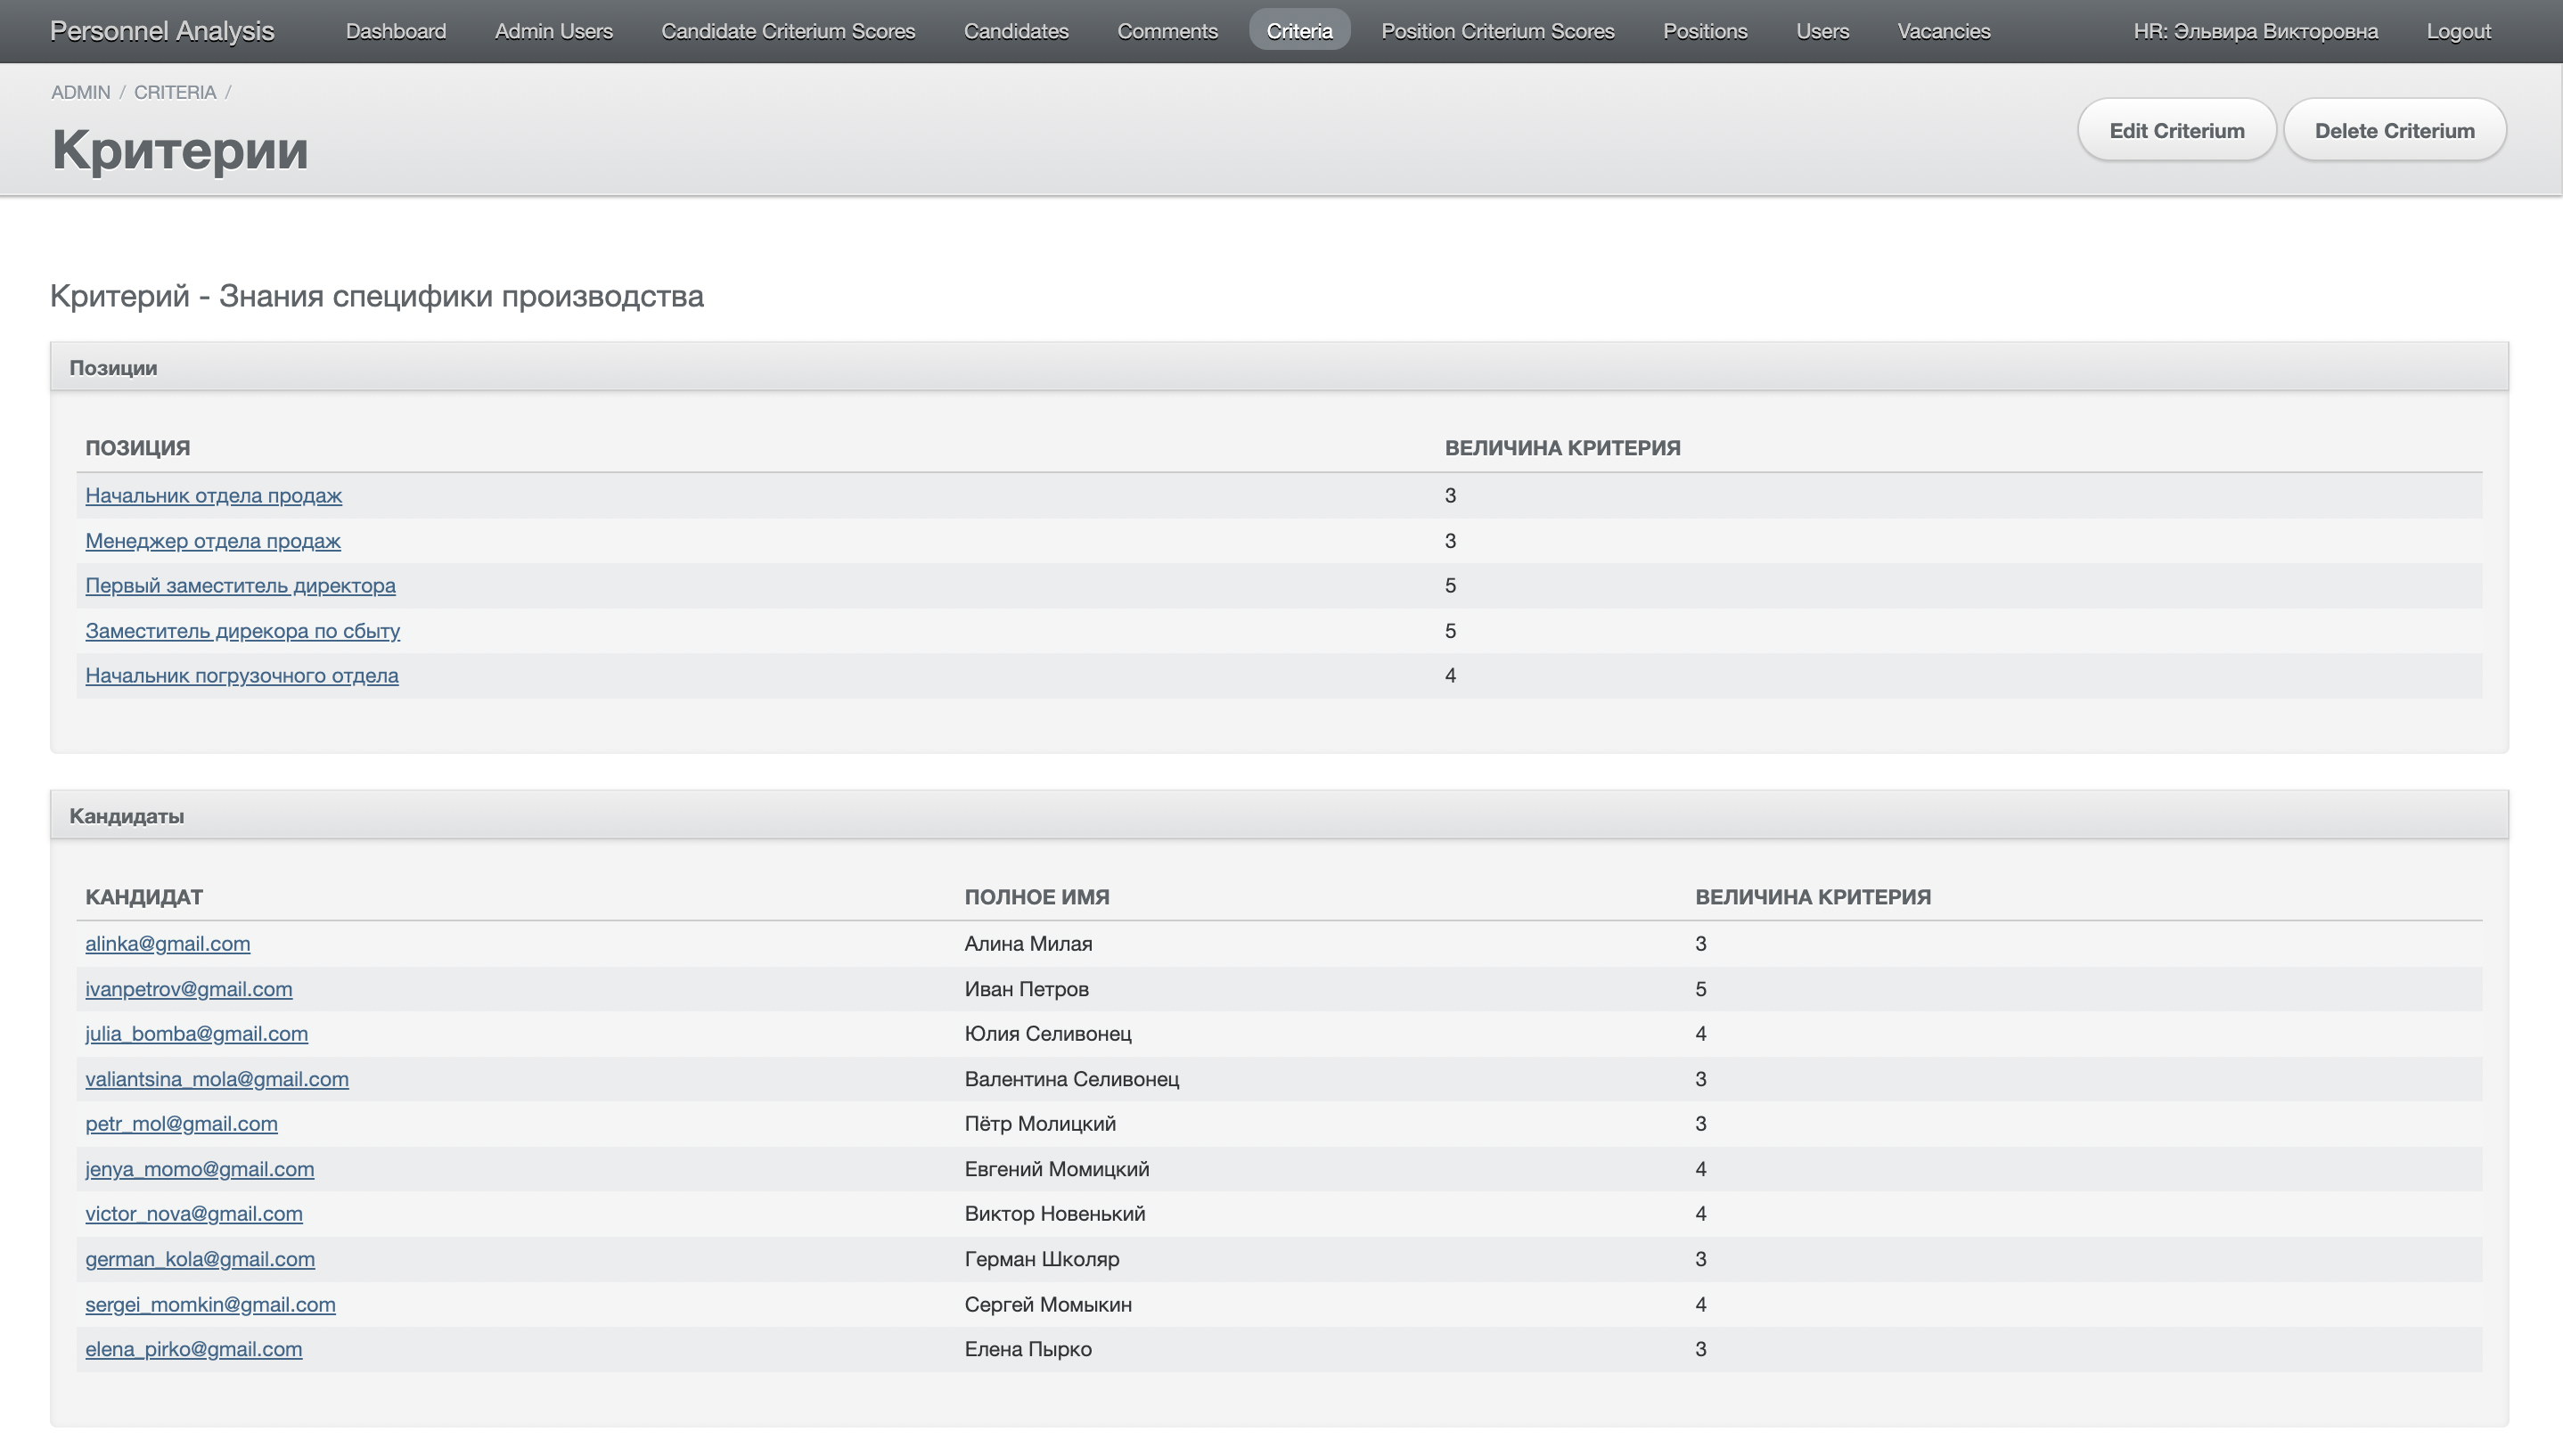 Personnel Analysis Dashboard Admin Users Candidate Criterium Scores Candidates Comments Criteria Position Criterium Scores Positions Users Vacancies HR: Эльвира Викторовна Logout
ADMIN / CRITERIA /
Критерии
Edit Criterium Delete Criterium
Критерий - Знания специфики производства
Позиции
ПОЗИЦИЯ ВЕЛИЧИНА КРИТЕРИЯ
Начальник отдела продаж 3
Менеджер отдела продаж 3
Первый заместитель директора 5
Заместитель дирекора по сбыту 5
Начальник погрузочного отдела 4
Кандидаты
КАНДИДАТ ПОЛНОЕ ИМЯ ВЕЛИЧИНА КРИТЕРИЯ
alinka@gmail.com Алина Милая 3
ivanpetrov@gmail.com Иван Петров 5
julia_bomba@gmail.com Юлия Селивонец 4
valiantsina_mola@gmail.com Валентина Селивонец 3
petr_mol@gmail.com Пётр Молицкий 3
jenya_momo@gmail.com Евгений Момицкий 4
victor_nova@gmail.com Виктор Новенький 4
german_kola@gmail.com Герман Школяр 3
sergei_momkin@gmail.com Сергей Момыкин 4
elena_pirko@gmail.com Елена Пырко 3